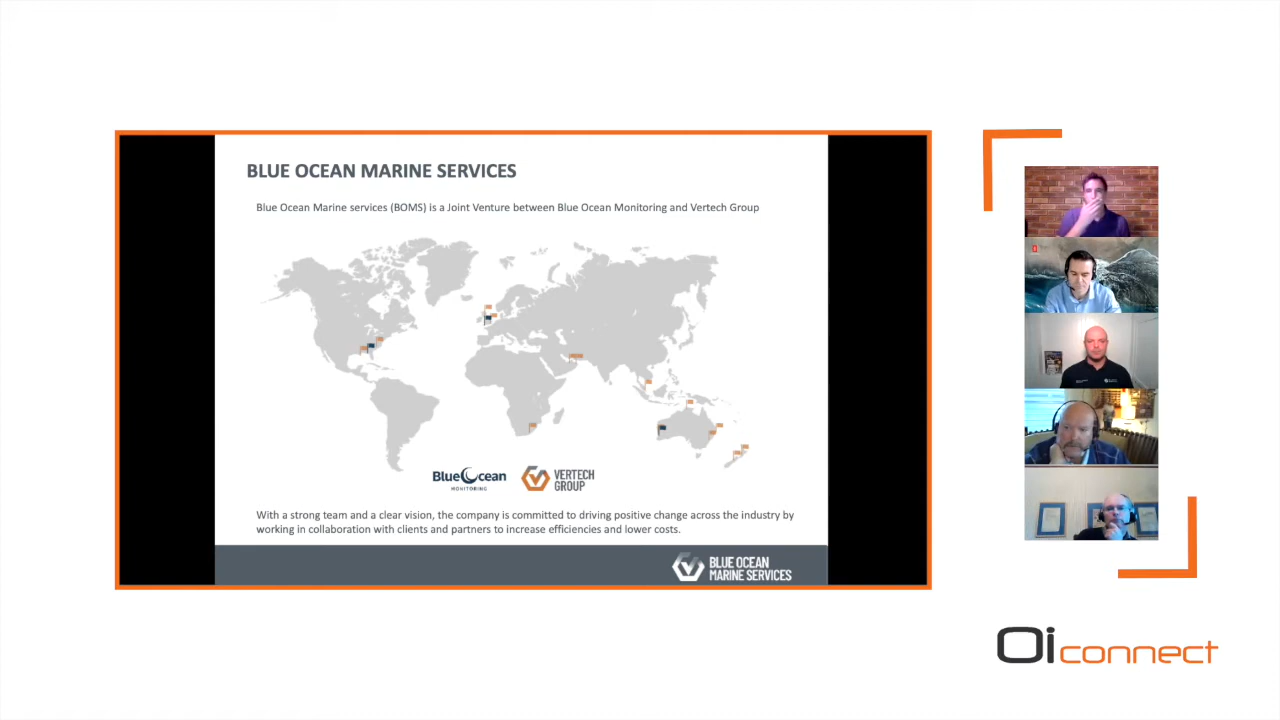 BLUE OCEAN MARINE SERVICES
Blue Ocean Marine services (BOMS) is a Joint Venture between Blue Ocean Monitoring and Vertech Group
BlueOcean
MONITORING
VERTECH
GROUP
With a strong team and a clear vision, the company is committed to driving positive change across the industry by
working in collaboration with clients and partners to increase efficiencies and lower costs.
BLUE OCEAN
MARINE SERVICES
Oi connect